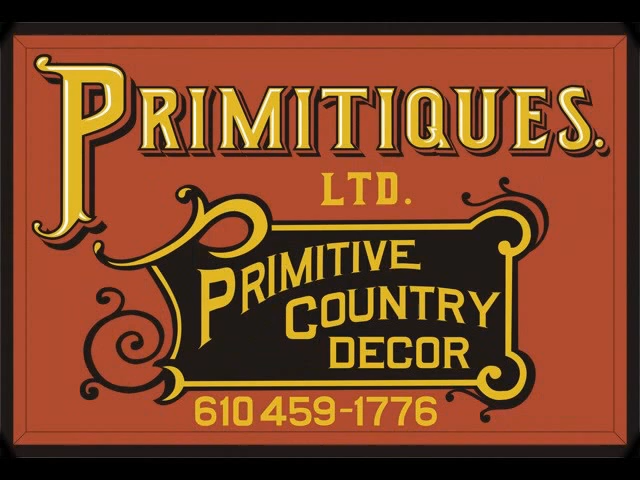 PRIMITIQUES.
LTD.
PRIMITIVE
COUNTRY
DECOR
610 459-1776